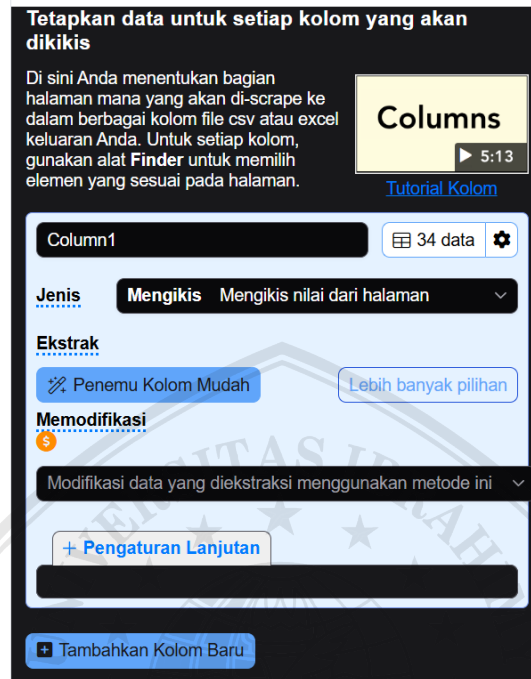 Tetapkan data untuk setiap kolom yang akan
dikikis
Di sini Anda menentukan bagian
halaman mana yang akan di-scrape ke
dalam berbagai kolom file csv atau excel
keluaran Anda. Untuk setiap kolom,
gunakan alat Finder untuk memilih
elemen yang sesuai pada halaman.
Columns
5:13
Tutorial Kolom
Column1
34 data
Jenis
Mengikis Mengikis nilai dari halaman
Ekstrak
Penemu Kolom Mudah
Lebih banyak pilihan
Memodifikasi
$
Modifikasi data yang diekstraksi menggunakan metode ini
+ Pengaturan Lanjutan
Tambahkan Kolom Baru